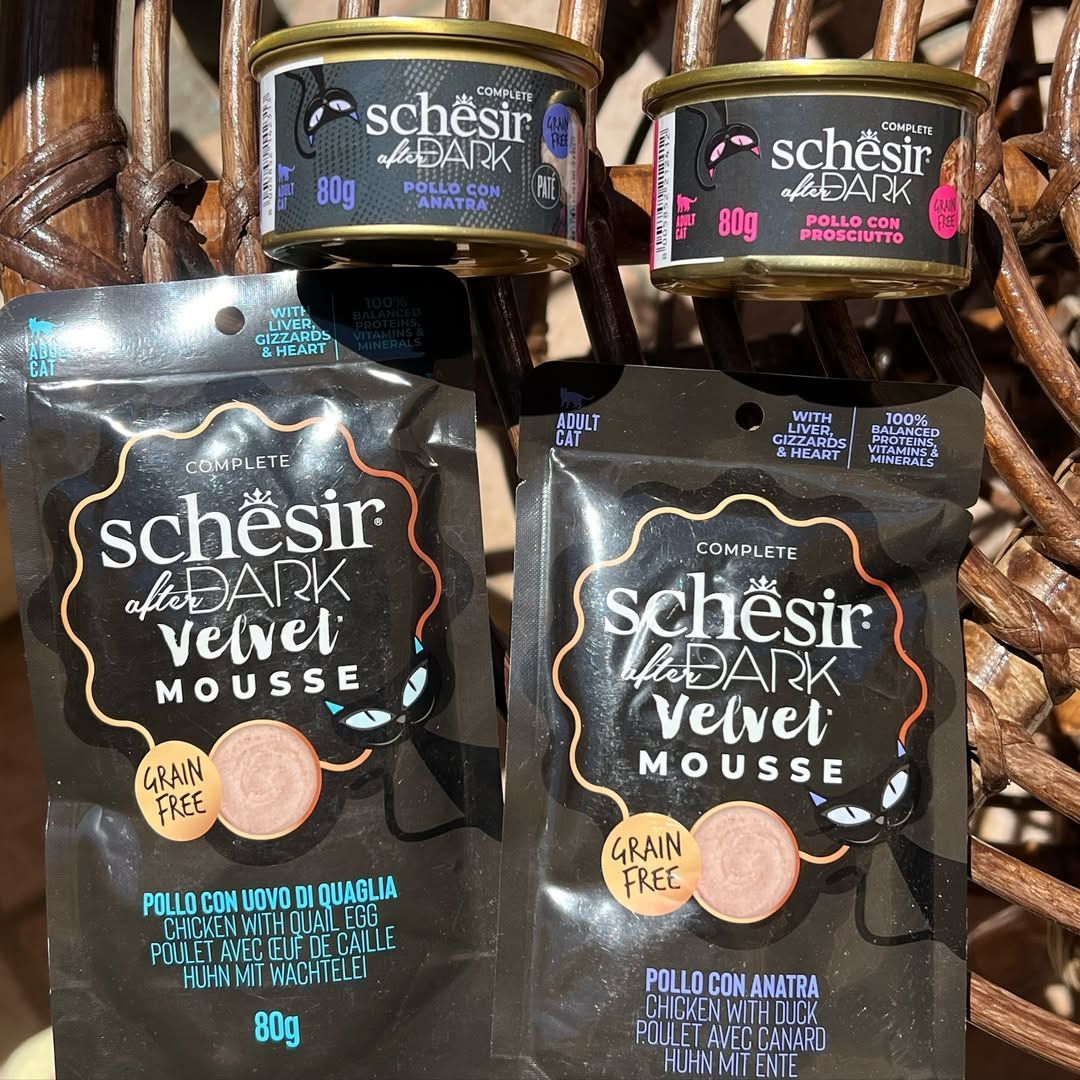 COMPLETE
schesir®
after DARK
GRAIN
FREE
PATÉ
ADULT
CAT
80g
POLLO CON
ANATRA
COMPLETE
schesir®
after DARK
ADULT
CAT
80g
POLLO CON
PROSCIUTTO
GRAIN
FREE
ADULT
CAT
WITH
LIVER,
GIZZARDS
& HEART
100%
BALANCED
PROTEINS,
VITAMINS &
MINERALS
COMPLETE
schesir®
after DARK
Velvet
MOUSSE
GRAIN
FREE
POLLO CON UOVO DI QUAGLIA
CHICKEN WITH QUAIL EGG
POULET AVEC ŒUF DE CAILLE
HUHN MIT WACHTELEI
80g
ADULT
CAT
WITH
LIVER,
GIZZARDS
& HEART
100%
BALANCED
PROTEINS,
VITAMINS &
MINERALS
COMPLETE
schesir®
after DARK
Velvet
MOUSSE
GRAIN
FREE
POLLO CON ANATRA
CHICKEN WITH DUCK
POULET AVEC CANARD
HUHN MIT ENTE